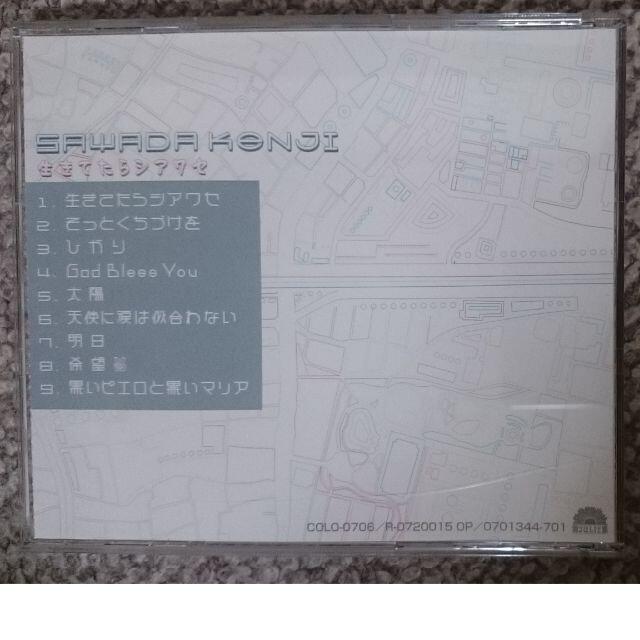 SAWADA KENJI
生きてたらシアワセ
1. 生きてたらシアワセ
2. そっとくちづけを
3. ひかり
4. God Bless You
5. 太陽
6. 天使に涙は似合わない
7. 明日
8. 希望
9. 黒いピエロと黒いマリア
COLO-0706 / R-0720015 OP / 0701344-701